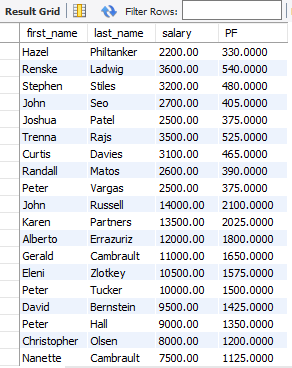 Result Grid Filter Rows:
first_name last_name salary PF
Hazel Philtanker 2200.00 330.0000
Renske Ladwig 3600.00 540.0000
Stephen Stiles 3200.00 480.0000
John Seo 2700.00 405.0000
Joshua Patel 2500.00 375.0000
Trenna Rajs 3500.00 525.0000
Curtis Davies 3100.00 465.0000
Randall Matos 2600.00 390.0000
Peter Vargas 2500.00 375.0000
John Russell 14000.00 2100.0000
Karen Partners 13500.00 2025.0000
Alberto Errazuriz 12000.00 1800.0000
Gerald Cambrault 11000.00 1650.0000
Eleni Zlotkey 10500.00 1575.0000
Peter Tucker 10000.00 1500.0000
David Bernstein 9500.00 1425.0000
Peter Hall 9000.00 1350.0000
Christopher Olsen 8000.00 1200.0000
Nanette Cambrault 7500.00 1125.0000